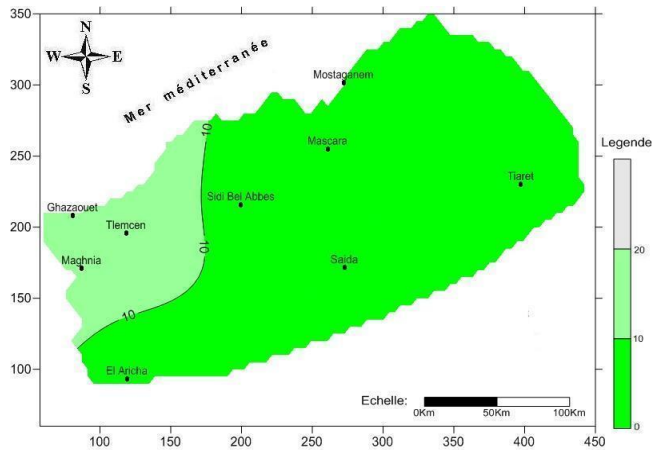 350
300
250
200
150
100
N
W E
S
Mer méditerranée
Mostaganem
Mascara
Tiaret
Sidi Bel Abbes
Ghazaouet
Tlemcen
Maghnia
Saida
El Aricha
10
10
10
Legende
20
10
0
Echelle:
0Km 50Km 100Km
100 150 200 250 300 350 400 450